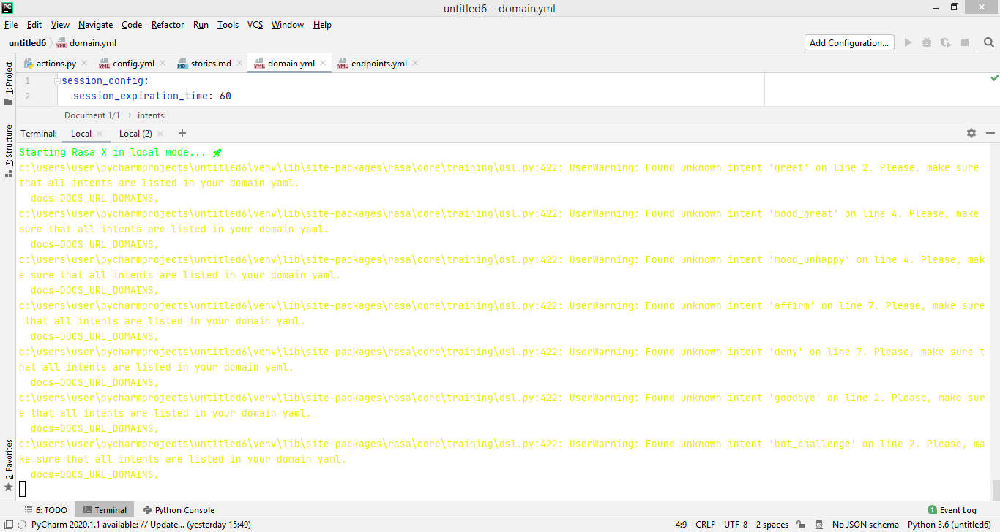 PC
untitled6 – domain.yml
File Edit View Navigate Code Refactor Run Tools VCS Window Help
untitled6 domain.yml Add Configuration...
1: Project
7: Structure
2: Favorites
actions.py config.yml stories.md domain.yml endpoints.yml
1 session_config:
2 session_expiration_time: 60
Document 1/1 › intents:
Terminal: Local Local (2) +
Starting Rasa X in local mode... 🚀
c:\users\user\pycharmprojects\untitled6\venv\lib\site-packages\rasa\core\training\dsl.py:422: UserWarning: Found unknown intent 'greet' on line 2. Please, make sure
that all intents are listed in your domain yaml.
docs=DOCS_URL_DOMAINS,
c:\users\user\pycharmprojects\untitled6\venv\lib\site-packages\rasa\core\training\dsl.py:422: UserWarning: Found unknown intent 'mood_great' on line 4. Please, make
sure that all intents are listed in your domain yaml.
docs=DOCS_URL_DOMAINS,
c:\users\user\pycharmprojects\untitled6\venv\lib\site-packages\rasa\core\training\dsl.py:422: UserWarning: Found unknown intent 'mood_unhappy' on line 4. Please, mak
e sure that all intents are listed in your domain yaml.
docs=DOCS_URL_DOMAINS,
c:\users\user\pycharmprojects\untitled6\venv\lib\site-packages\rasa\core\training\dsl.py:422: UserWarning: Found unknown intent 'affirm' on line 7. Please, make sure
that all intents are listed in your domain yaml.
docs=DOCS_URL_DOMAINS,
c:\users\user\pycharmprojects\untitled6\venv\lib\site-packages\rasa\core\training\dsl.py:422: UserWarning: Found unknown intent 'deny' on line 7. Please, make sure t
hat all intents are listed in your domain yaml.
docs=DOCS_URL_DOMAINS,
c:\users\user\pycharmprojects\untitled6\venv\lib\site-packages\rasa\core\training\dsl.py:422: UserWarning: Found unknown intent 'goodbye' on line 2. Please, make sur
e that all intents are listed in your domain yaml.
docs=DOCS_URL_DOMAINS,
c:\users\user\pycharmprojects\untitled6\venv\lib\site-packages\rasa\core\training\dsl.py:422: UserWarning: Found unknown intent 'bot_challenge' on line 2. Please, ma
ke sure that all intents are listed in your domain yaml.
docs=DOCS_URL_DOMAINS,
6: TODO Terminal Python Console 1 Event Log
PyCharm 2020.1.1 available: // Update... (yesterday 15:49) 4:9 CRLF UTF-8 2 spaces No JSON schema Python 3.6 (untitled6)